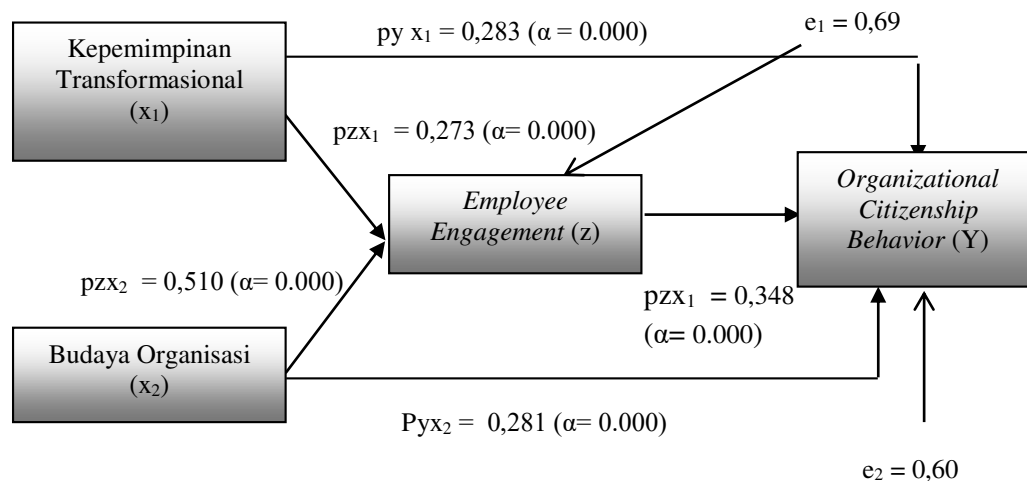 Kepemimpinan
Transformasional
(x₁)
py x₁ = 0,283 (α = 0.000)
e₁ = 0,69
pzx₁ = 0,273 (α= 0.000)
Employee
Engagement (z)
Organizational
Citizenship
Behavior (Y)
pzx₂ = 0,510 (α= 0.000)
pzx₁ = 0,348
(α= 0.000)
Budaya Organisasi
(x₂)
Pyx₂ = 0,281 (α= 0.000)
e₂ = 0,60